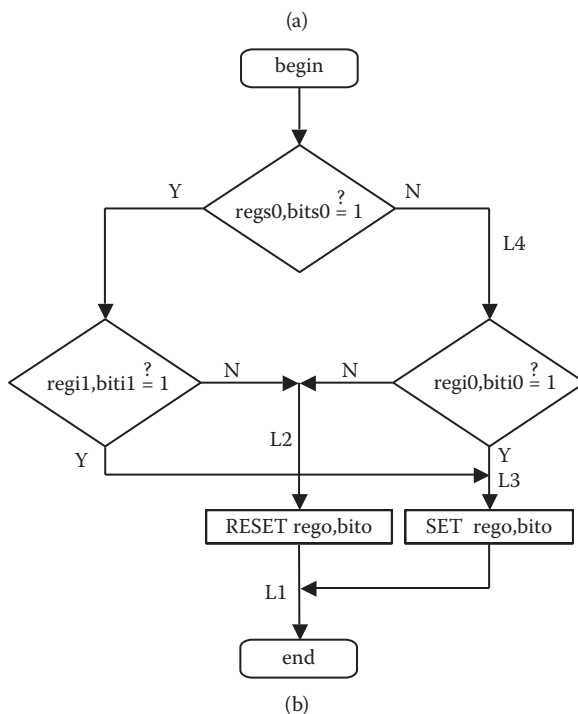 (a)
begin
Y
N
regs0,bits0 ≟ 1
L4
regi1,biti1 ≟ 1
N
N
regi0,biti0 ≟ 1
L2
Y
Y
L3
RESET rego,bito
SET rego,bito
L1
end
(b)